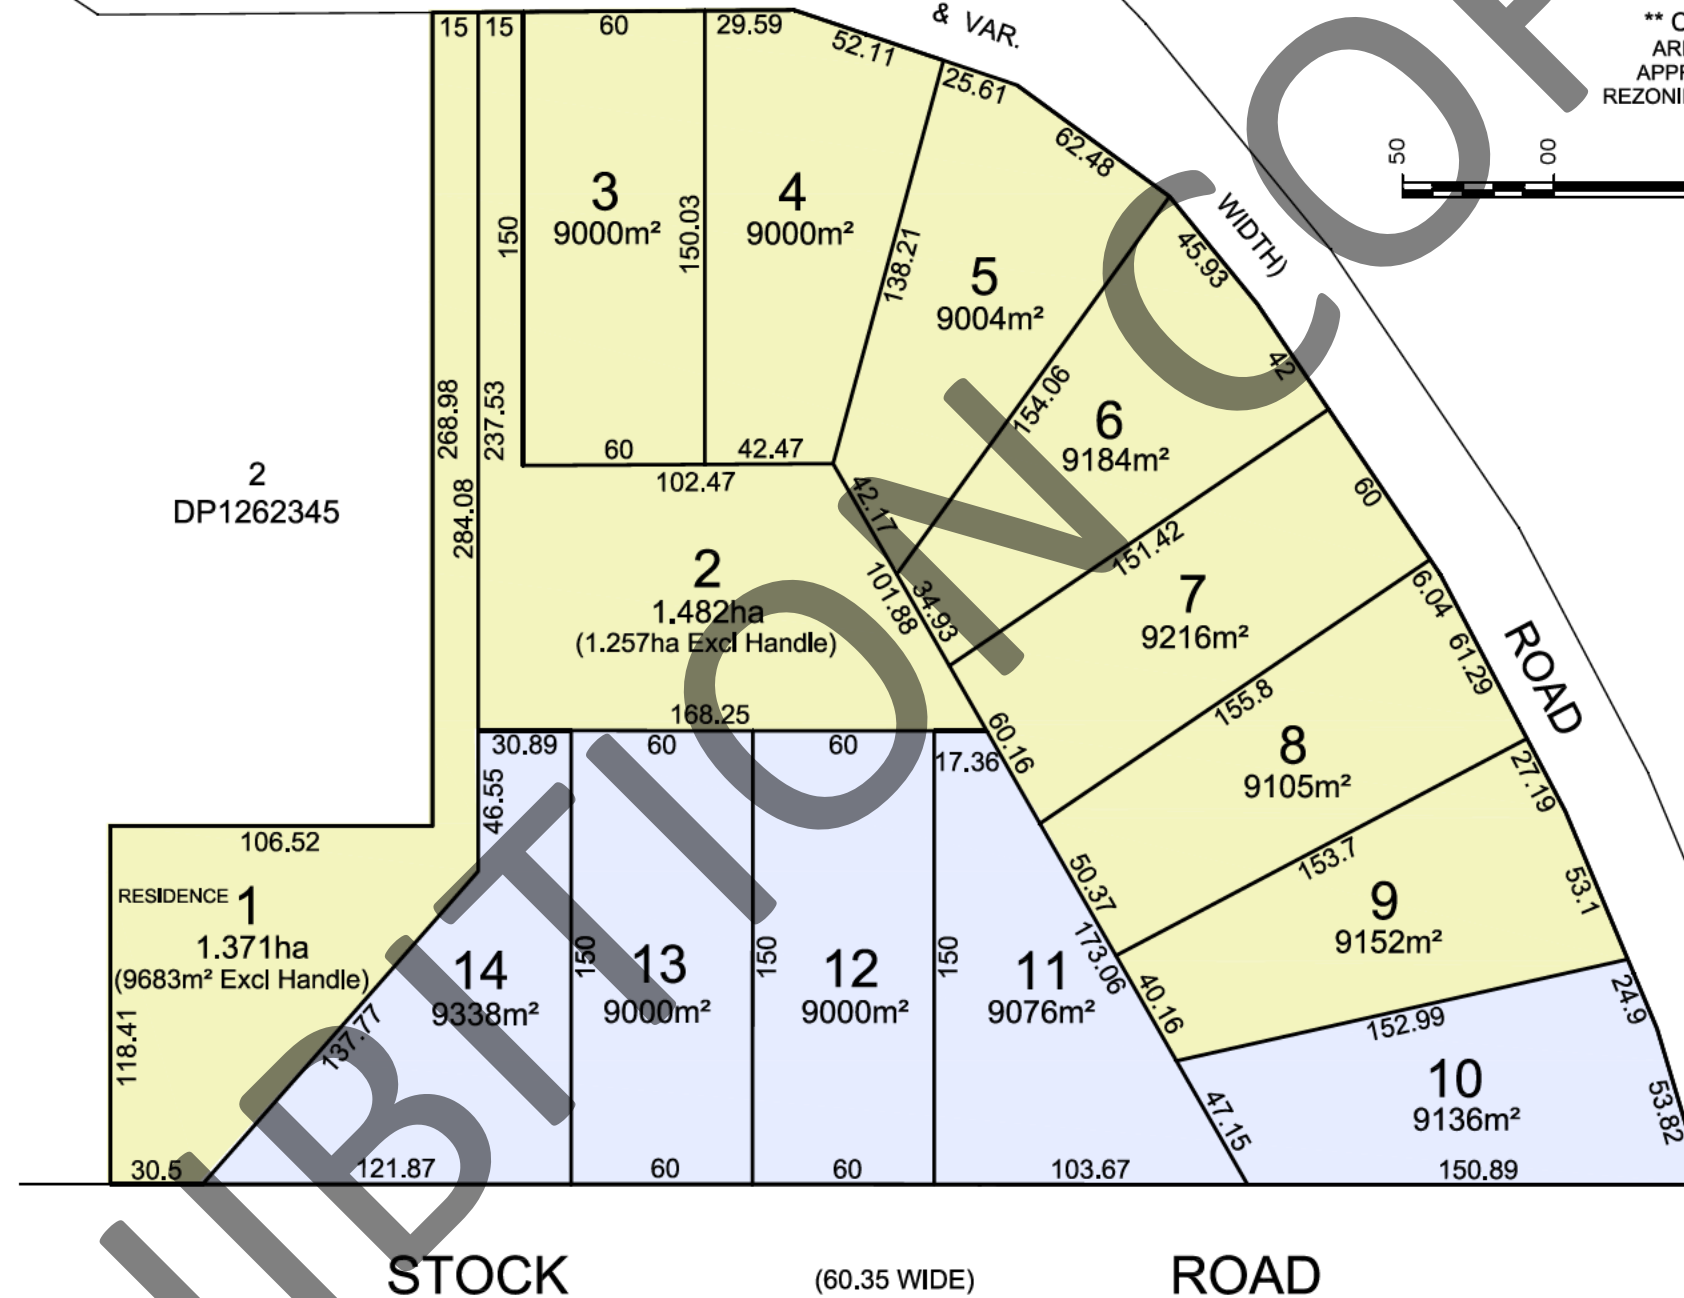 & VAR.
** C
ARE
APPR
REZONIN
50
00
15
15
60
29.59
52.11
25.61
62.48
WIDTH)
45.93
42
3
9000m²
150
150.03
4
9000m²
138.21
5
9004m²
154.06
6
9184m²
268.98
237.53
284.08
60
42.47
102.47
42.17
34.93
101.88
151.42
60
2
DP1262345
2
1.482ha
(1.257ha Excl Handle)
168.25
7
9216m²
6.04
61.29
ROAD
155.8
60.16
30.89
60
60
17.36
46.55
8
9105m²
27.19
153.7
50.37
173.06
53.1
106.52
RESIDENCE 1
1.371ha
(9683m² Excl Handle)
118.41
137.77
30.5
14
9338m²
121.87
150
13
9000m²
60
150
12
9000m²
60
150
11
9076m²
103.67
9
9152m²
40.16
152.99
24.9
47.15
10
9136m²
53.82
150.89
STOCK (60.35 WIDE) ROAD
IBITION COP